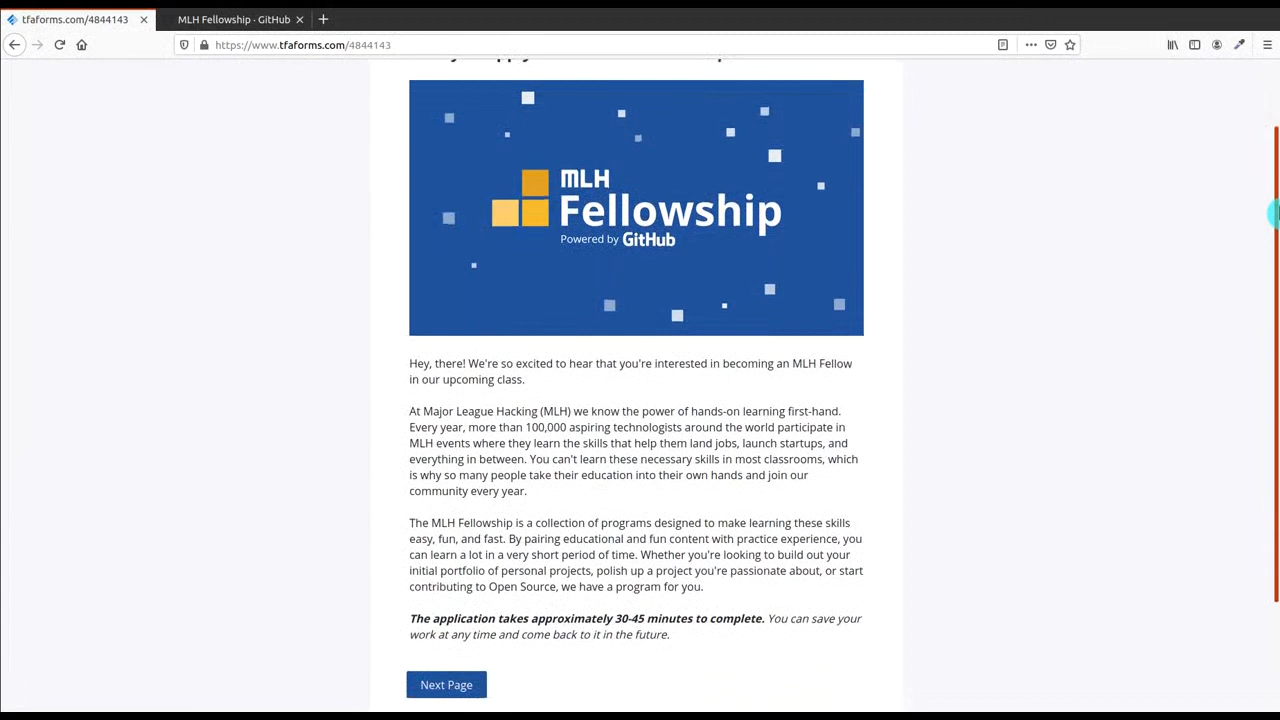 tfaforms.com/4844143
MLH Fellowship · GitHub
https://www.tfaforms.com/4844143
MLH
Fellowship
Powered by GitHub
Hey, there! We're so excited to hear that you're interested in becoming an MLH Fellow
in our upcoming class.
At Major League Hacking (MLH) we know the power of hands-on learning first-hand.
Every year, more than 100,000 aspiring technologists around the world participate in
MLH events where they learn the skills that help them land jobs, launch startups, and
everything in between. You can't learn these necessary skills in most classrooms, which
is why so many people take their education into their own hands and join our
community every year.
The MLH Fellowship is a collection of programs designed to make learning these skills
easy, fun, and fast. By pairing educational and fun content with practice experience, you
can learn a lot in a very short period of time. Whether you're looking to build out your
initial portfolio of personal projects, polish up a project you're passionate about, or start
contributing to Open Source, we have a program for you.
The application takes approximately 30-45 minutes to complete. You can save your
work at any time and come back to it in the future.
Next Page